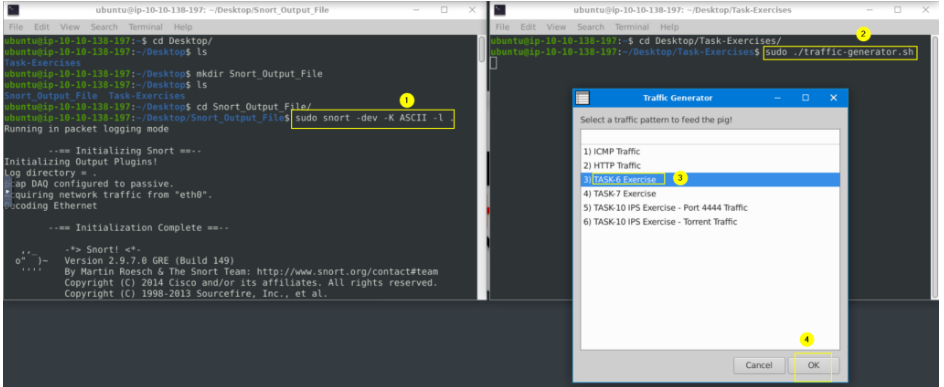 ubuntu@ip-10-10-138-197: ~/Desktop/Snort_Output_File
File Edit View Search Terminal Help
ubuntu@ip-10-10-138-197:~$ cd Desktop/
ubuntu@ip-10-10-138-197:~/Desktop$ ls
Task-Exercises
ubuntu@ip-10-10-138-197:~/Desktop$ mkdir Snort_Output_File
ubuntu@ip-10-10-138-197:~/Desktop$ ls
Snort_Output_File Task-Exercises
ubuntu@ip-10-10-138-197:~/Desktop$ cd Snort_Output_File/
1
ubuntu@ip-10-10-138-197:~/Desktop/Snort_Output_File$ sudo snort -dev -K ASCII -l .
Running in packet logging mode
--== Initializing Snort ==--
Initializing Output Plugins!
Log directory = .
pcap DAQ configured to passive.
Acquiring network traffic from "eth0".
Decoding Ethernet
--== Initialization Complete ==--
,,_ -*> Snort! <*-
o" )~ Version 2.9.7.0 GRE (Build 149)
'''' By Martin Roesch & The Snort Team: http://www.snort.org/contact#team
Copyright (C) 2014 Cisco and/or its affiliates. All rights reserved.
Copyright (C) 1998-2013 Sourcefire, Inc., et al.
ubuntu@ip-10-10-138-197: ~/Desktop/Task-Exercises
File Edit View Search Terminal Help
ubuntu@ip-10-10-138-197:~$ cd Desktop/Task-Exercises/
2
ubuntu@ip-10-10-138-197:~/Desktop/Task-Exercises$ sudo ./traffic-generator.sh
Traffic Generator
Select a traffic pattern to feed the pig!
1) ICMP Traffic
2) HTTP Traffic
3) TASK-6 Exercise 3
4) TASK-7 Exercise
5) TASK-10 IPS Exercise - Port 4444 Traffic
6) TASK-10 IPS Exercise - Torrent Traffic
4
Cancel OK